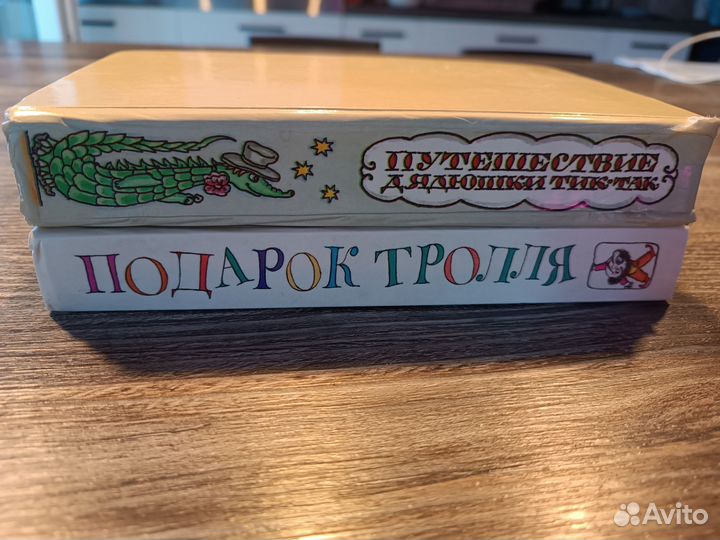 ПУТЕШЕСТВИЕ
ДЯДЮШКИ ТИК-ТАК
ПОДАРОК ТРОЛЛЯ
Avito